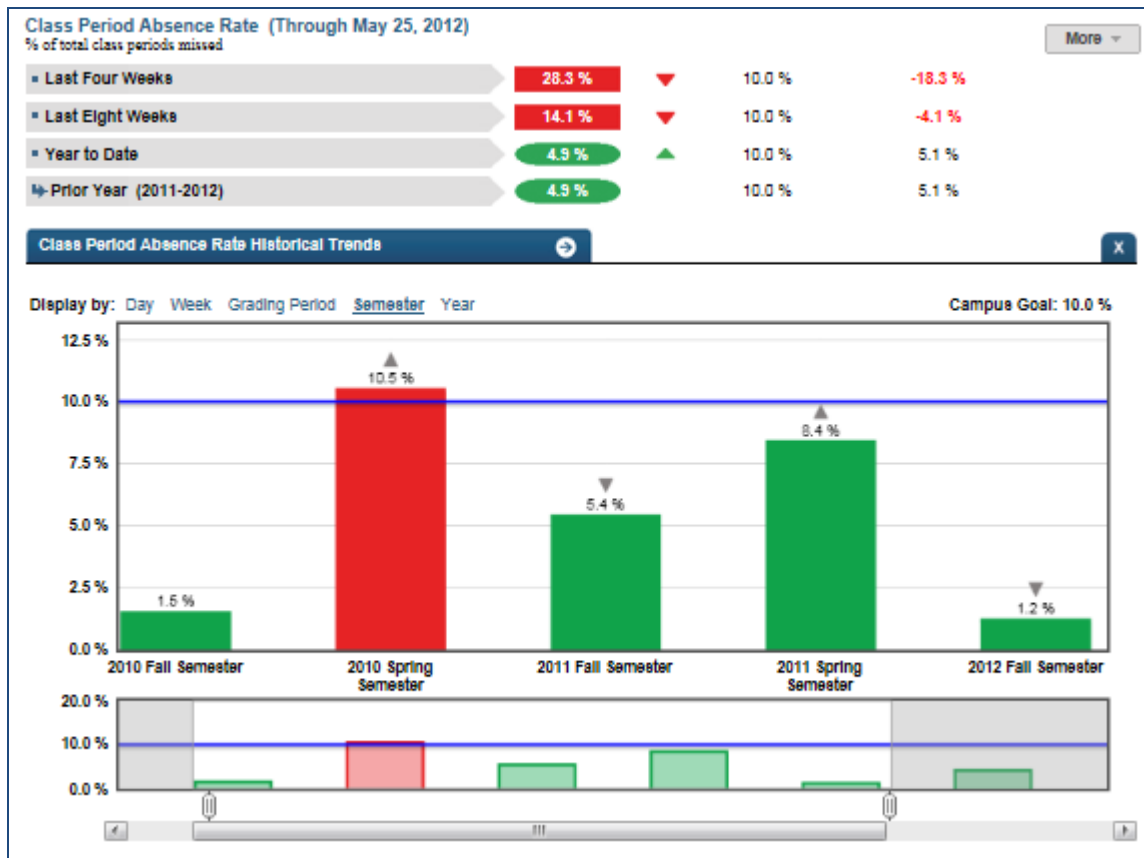 Class Period Absence Rate (Through May 25, 2012)
% of total class periods missed
More
Last Four Weeks 28.3 % 10.0 % -18.3 %
Last Eight Weeks 14.1 % 10.0 % -4.1 %
Year to Date 4.9 % 10.0 % 5.1 %
Prior Year (2011-2012) 4.9 % 10.0 % 5.1 %
Class Period Absence Rate Historical Trends X
Display by: Day Week Grading Period Semester Year Campus Goal: 10.0 %
12.5 %
10.5 %
10.0 %
8.4 %
7.5 %
5.4 %
5.0 %
2.5 %
1.5 %
1.2 %
0.0 %
2010 Fall Semester 2010 Spring Semester 2011 Fall Semester 2011 Spring Semester 2012 Fall Semester
20.0 %
10.0 %
0.0 %